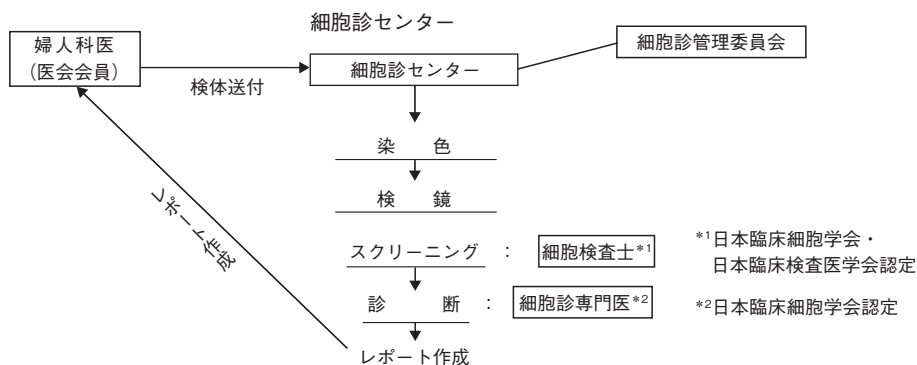 細胞診センター
婦人科医
（医会会員）
検体送付
細胞診センター
細胞診管理委員会
染　色
検　鏡
レポート作成
スクリーニング ： 細胞検査士*1
*1日本臨床細胞学会・
日本臨床検査医学会認定
診　断 ： 細胞診専門医*2
*2日本臨床細胞学会認定
レポート作成